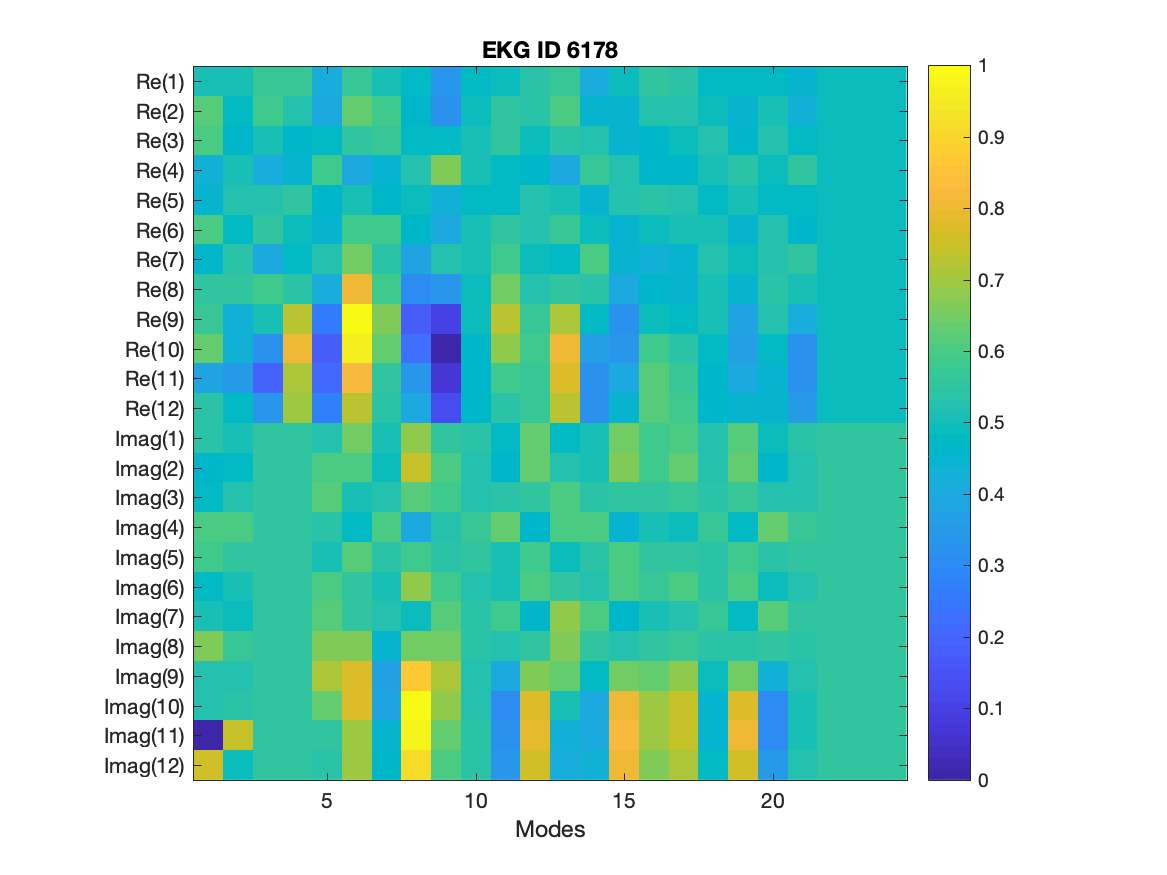 EKG ID 6178
Re(1)
Re(2)
Re(3)
Re(4)
Re(5)
Re(6)
Re(7)
Re(8)
Re(9)
Re(10)
Re(11)
Re(12)
Imag(1)
Imag(2)
Imag(3)
Imag(4)
Imag(5)
Imag(6)
Imag(7)
Imag(8)
Imag(9)
Imag(10)
Imag(11)
Imag(12)
5 10 15 20
Modes
1
0.9
0.8
0.7
0.6
0.5
0.4
0.3
0.2
0.1
0